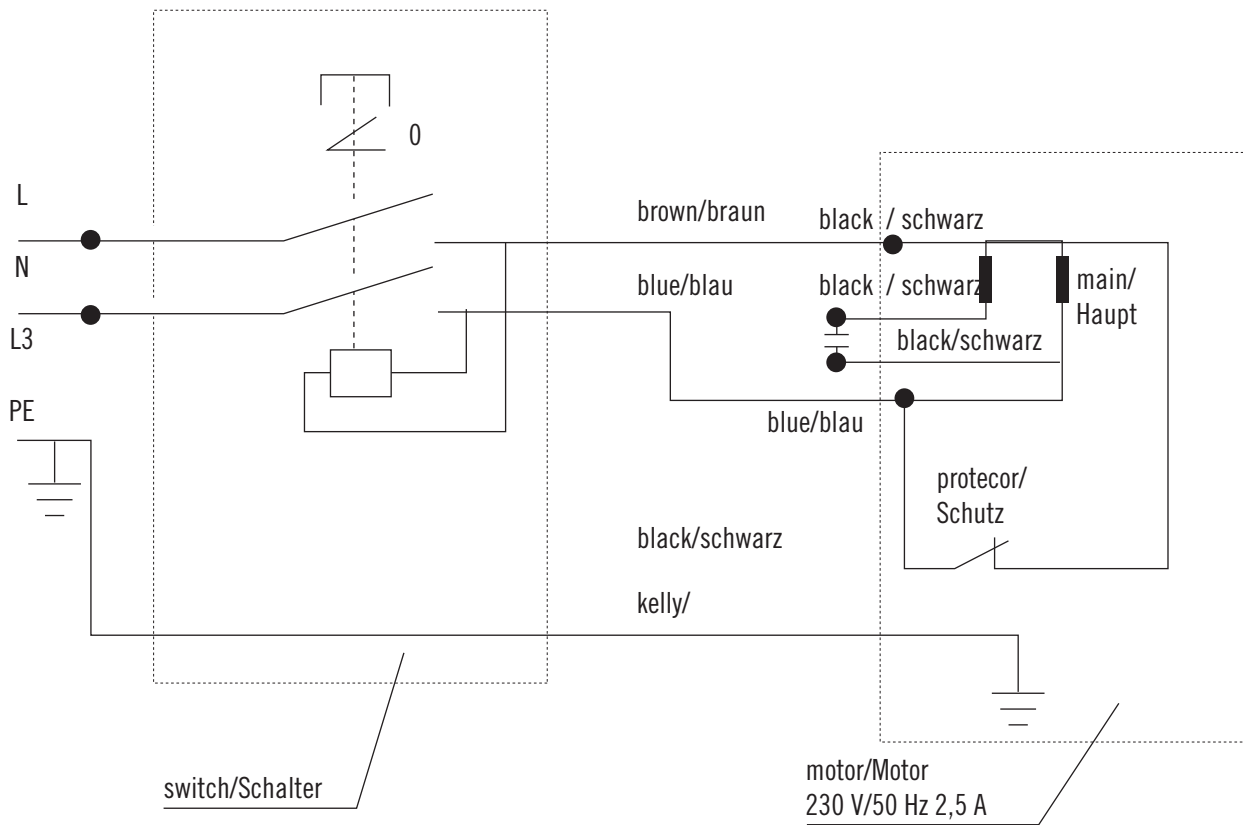 0
L
N
L3
PE
brown/braun
blue/blau
black / schwarz
black / schwarz
black/schwarz
main/
Haupt
blue/blau
protecor/
Schutz
black/schwarz
kelly/
switch/Schalter
motor/Motor
230 V/50 Hz 2,5 A